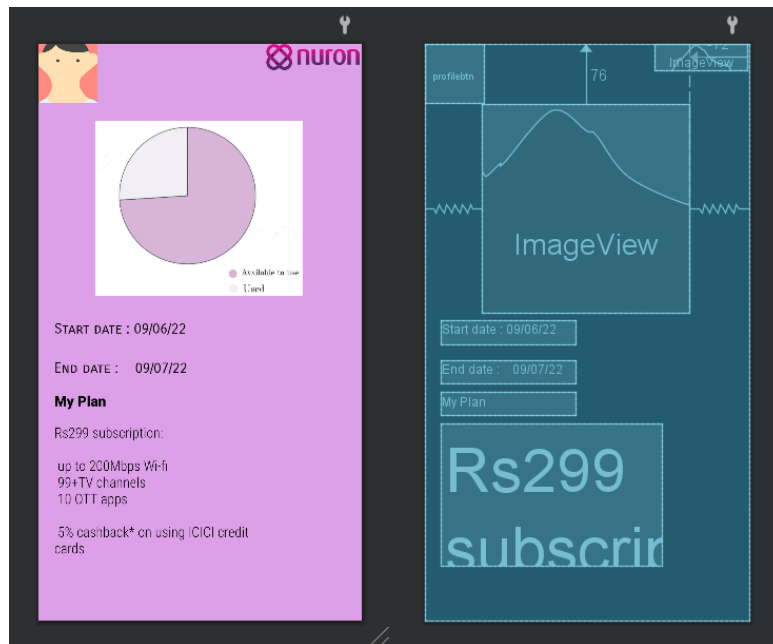 nuron
Available to use
Used
START DATE : 09/06/22
END DATE : 09/07/22
My Plan
Rs299 subscription:
up to 200Mbps Wi-fi
99+TV channels
10 OTT apps
5% cashback* on using ICICI credit
cards
profilebtn
76
ImageView
ImageView
Start date : 09/06/22
End date : 09/07/22
My Plan
Rs299
subscrip